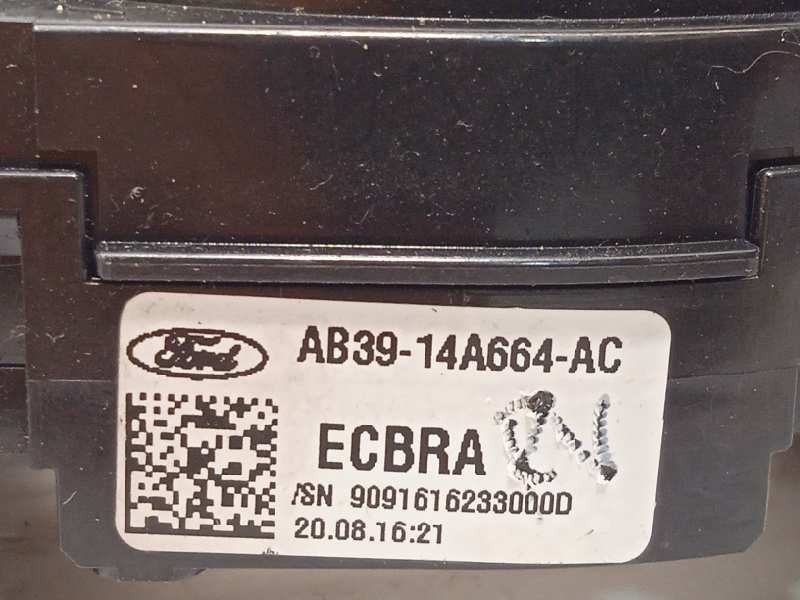 Ford AB39-14A664-AC
ECBRA
/SN 9091616233000D
20.08.16:21